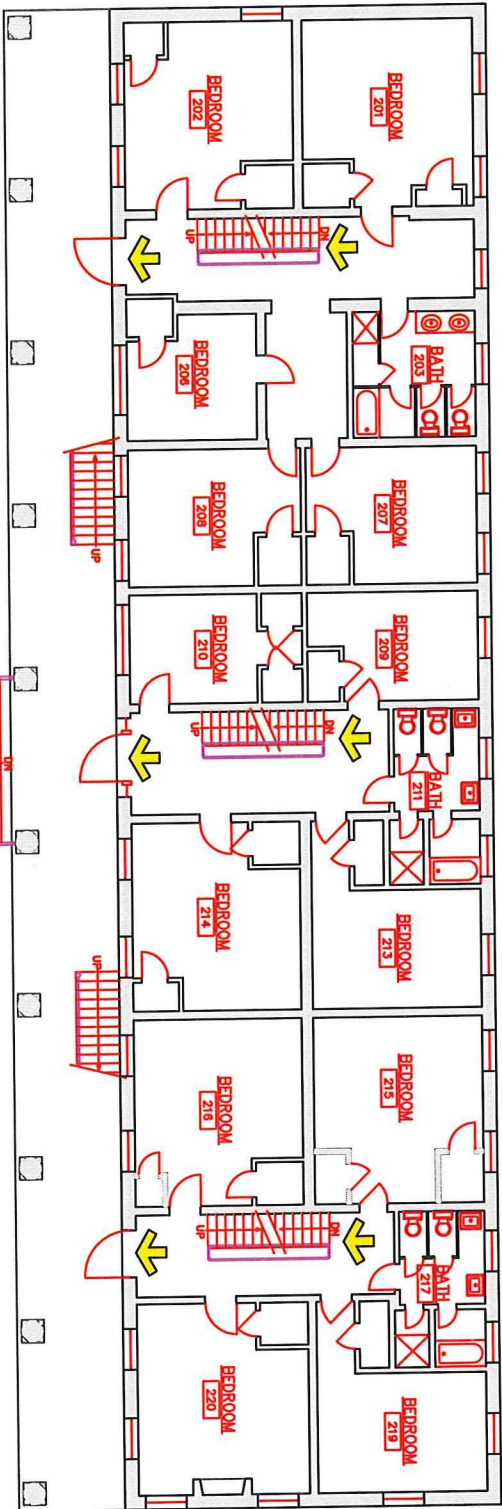 BEDROOM
202
BEDROOM
201
UP
DN
BEDROOM
206
BATH
203
UP
BEDROOM
208
BEDROOM
207
BEDROOM
210
BEDROOM
209
DN
UP
DN
BATH
211
BEDROOM
214
BEDROOM
213
UP
BEDROOM
216
BEDROOM
215
UP
DN
BATH
217
BEDROOM
220
BEDROOM
219